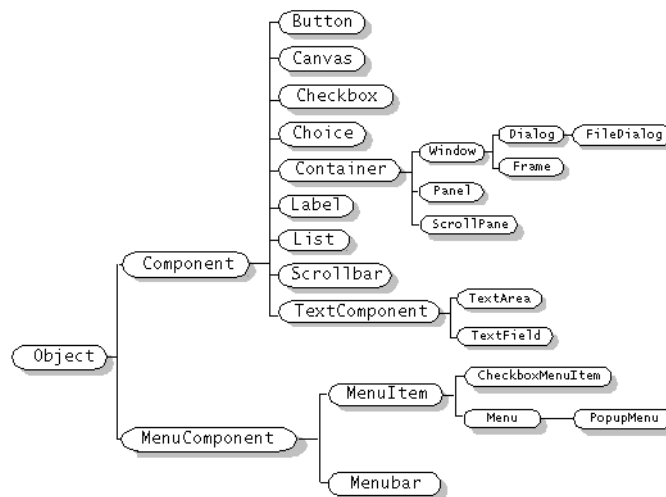 Button
Canvas
Checkbox
Choice
Container
Window
Dialog
FileDialog
Frame
Panel
ScrollPane
Label
List
Scrollbar
Component
TextComponent
TextArea
TextField
Object
MenuComponent
MenuItem
CheckboxMenuItem
Menu
PopupMenu
Menubar